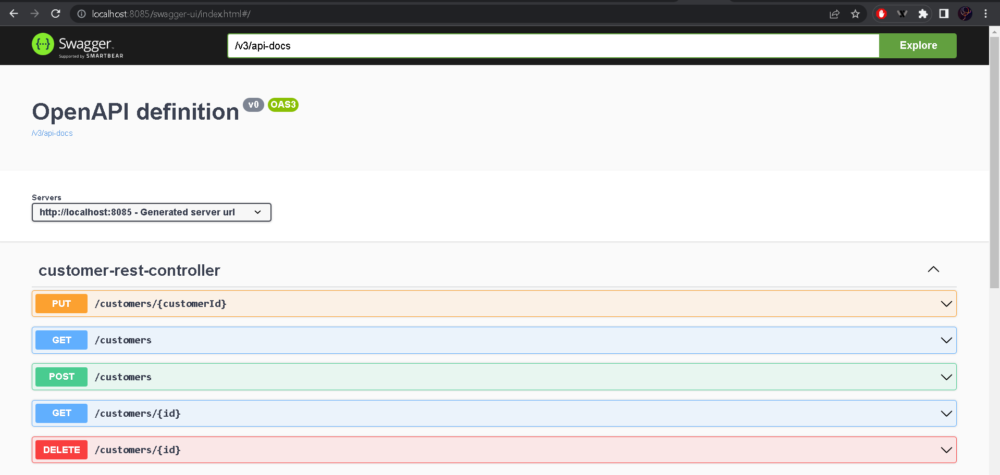 localhost:8085/swagger-ui/index.html#/
Swagger
Supported by SMARTBEAR
/v3/api-docs
Explore
OpenAPI definition v0 OAS3
/v3/api-docs
Servers
http://localhost:8085 - Generated server url
customer-rest-controller
PUT /customers/{customerId}
GET /customers
POST /customers
GET /customers/{id}
DELETE /customers/{id}